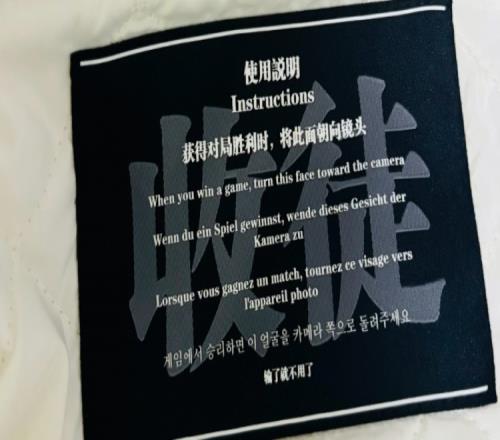 使用説明
Instructions
获得对局胜利时，将此面朝向镜头
When you win a game, turn this face toward the camera
Wenn du ein Spiel gewinnst, wende dieses Gesicht der
Kamera zu
Lorsque vous gagnez un match, tournez ce visage vers
l'appareil photo
게임에서 승리하면 이 얼굴을 카메라 쪽으로 돌려주세요
输了就不用了
收徒